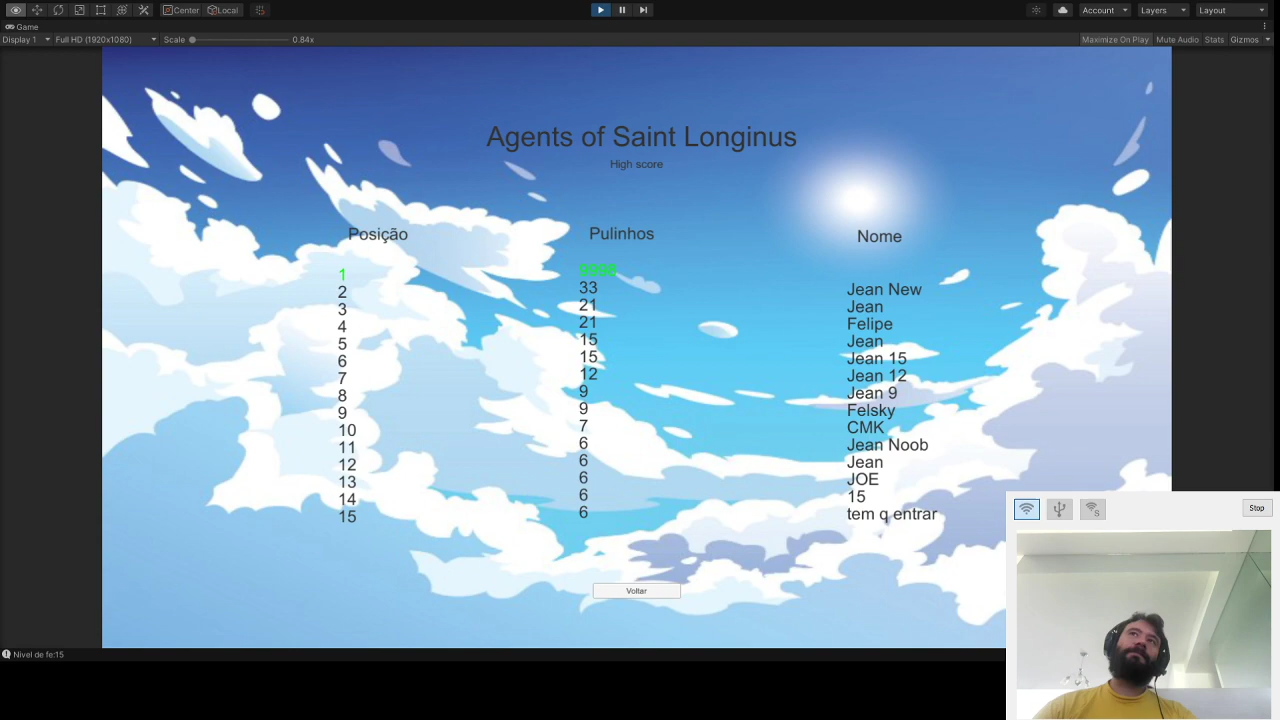 Center Local Account Layers Layout
Game
Display 1 Full HD (1920x1080) Scale 0.84x Maximize On Play Mute Audio Stats Gizmos
Agents of Saint Longinus
High score
Posição Pulinhos Nome
1 9998
2 33 Jean New
3 21 Jean
4 21 Felipe
5 15 Jean
6 15 Jean 15
7 12 Jean 12
8 9 Jean 9
9 9 Felsky
10 7 CMK
11 6 Jean Noob
12 6 Jean
13 6 JOE
14 6 15
15 6 tem q entrar
S Stop
Voltar
Nivel de fe:15